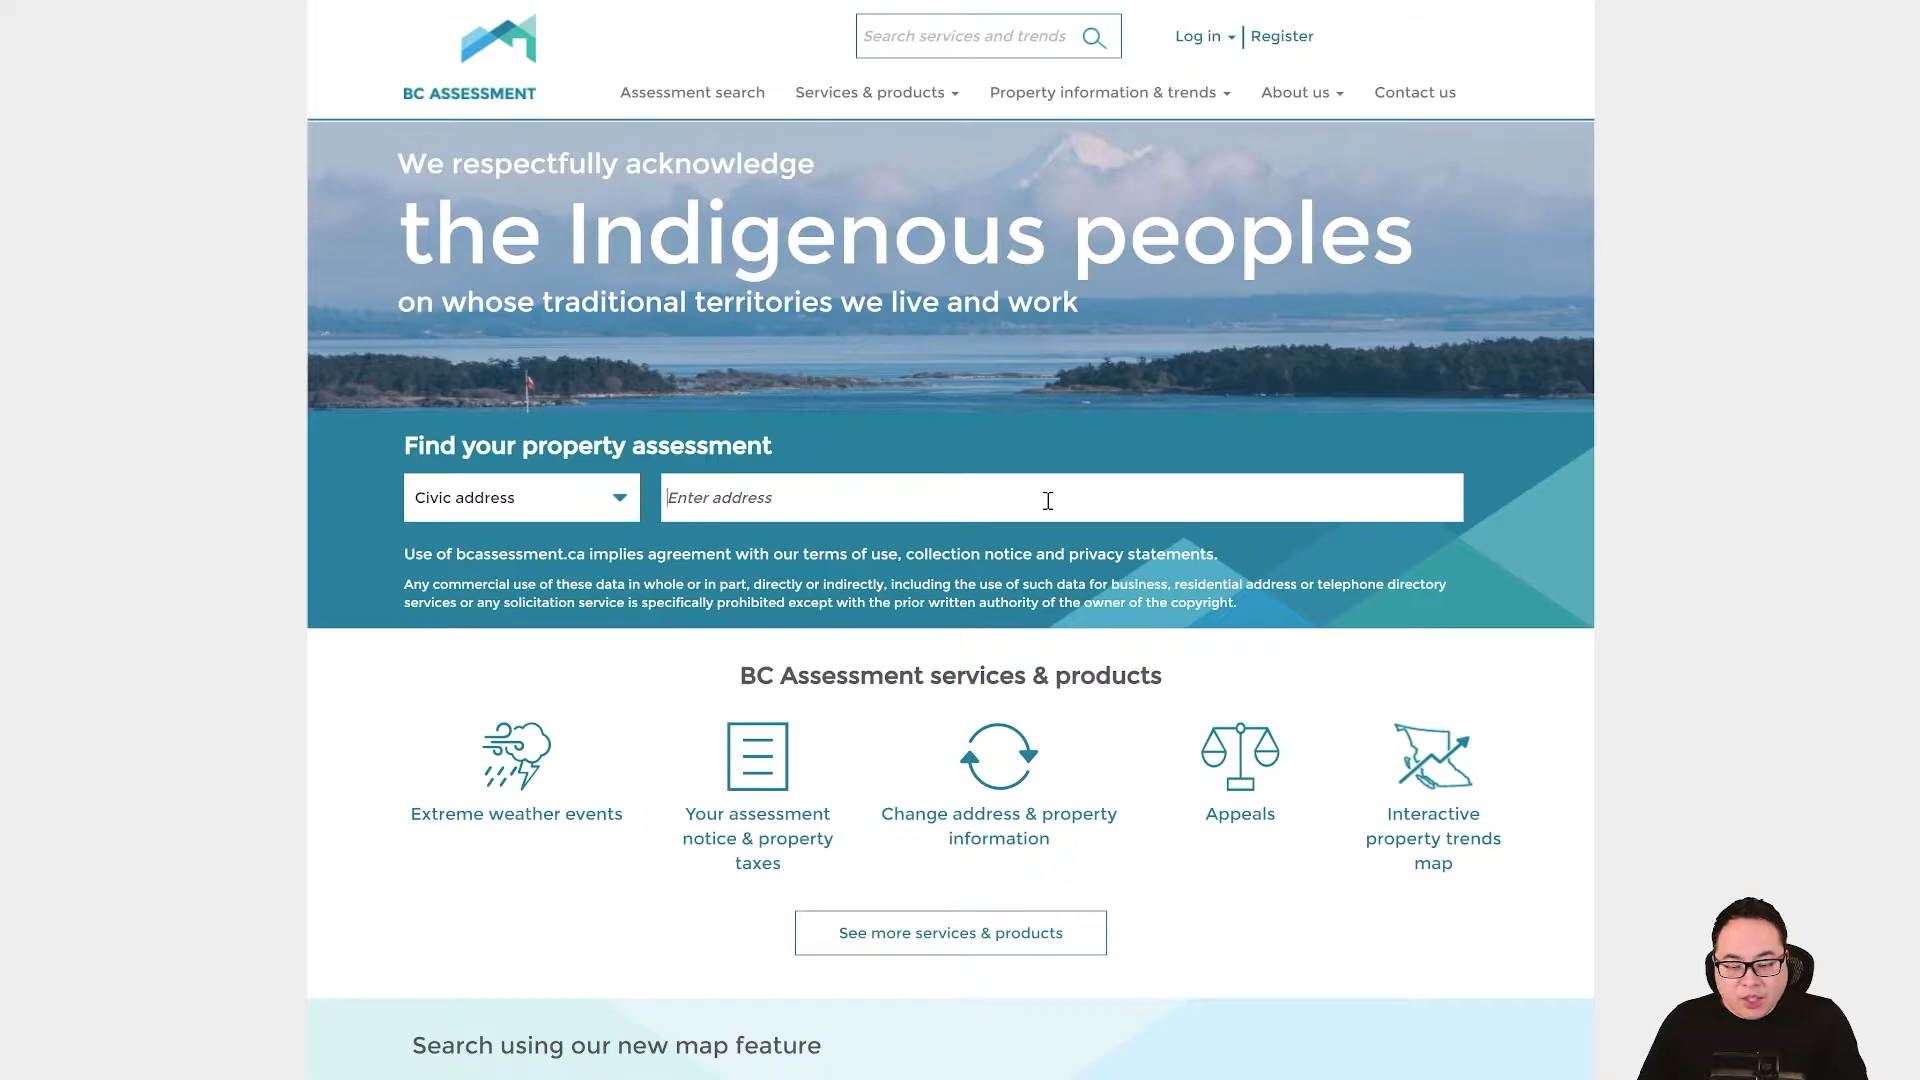 Search services and trends
Log in
Register
BC ASSESSMENT
Assessment search
Services & products
Property information & trends
About us
Contact us
We respectfully acknowledge
the Indigenous peoples
on whose traditional territories we live and work
Find your property assessment
Civic address
Enter address
Use of bcassessment.ca implies agreement with our terms of use, collection notice and privacy statements.
Any commercial use of these data in whole or in part, directly or indirectly, including the use of such data for business, residential address or telephone directory
services or any solicitation service is specifically prohibited except with the prior written authority of the owner of the copyright.
BC Assessment services & products
Extreme weather events
Your assessment
notice & property
taxes
Change address & property
information
Appeals
Interactive
property trends
map
See more services & products
Search using our new map feature